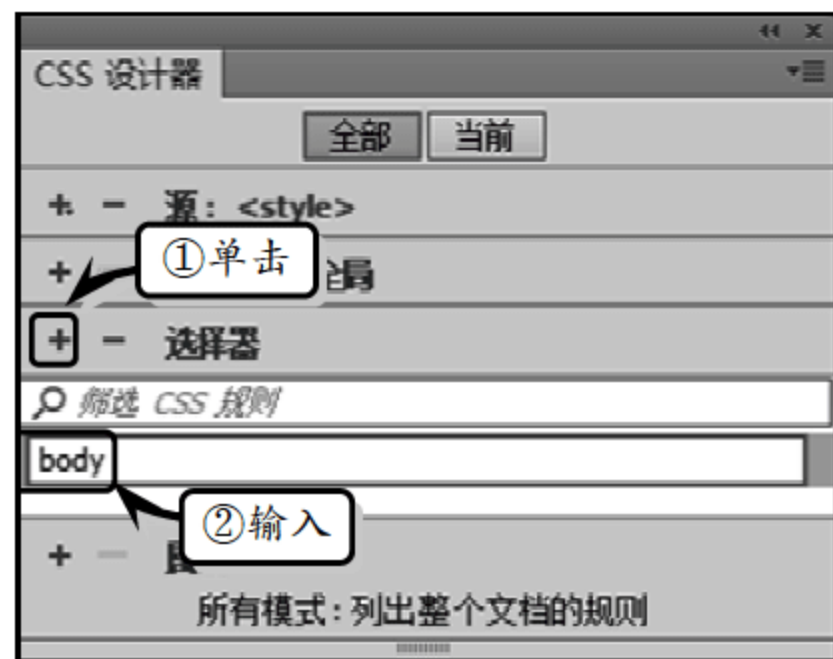 CSS 设计器
全部 当前
源: <style>
①单击
全局
选择器
筛选 CSS 规则
body
②输入
所有模式:列出整个文档的规则